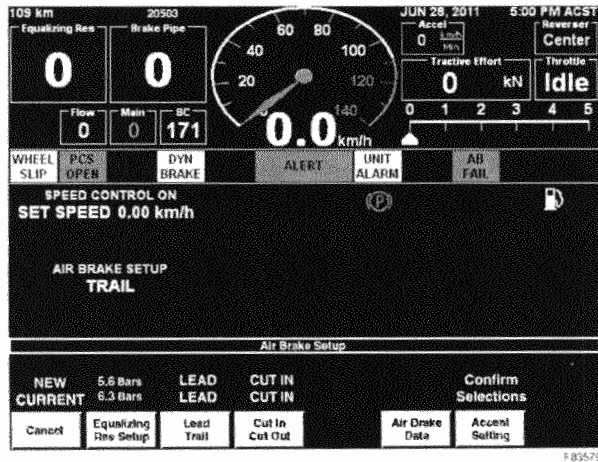 109 km 20503 JUN 28, 2011 5:00 PM ACST
Equalizing Res Brake Pipe Accel Reverser
0 0 0 Km/h Min Center
Tractive Effort Throttle
0 kN Idle
20 40 60 80 100 120 140
Flow Main BC
0 0 171
0.0 km/h
0 1 2 3 4 5
WHEEL SLIP PCS OPEN DYN BRAKE ALERT UNIT ALARM AB FAIL
SPEED CONTROL ON
SET SPEED 0.00 km/h
(P)
AIR BRAKE SETUP
TRAIL
Air Brake Setup
NEW 5.6 Bars LEAD CUT IN Confirm
CURRENT 6.3 Bars LEAD CUT IN Selections
Cancel Equalizing Res Setup Lead Trail Cut In Cut Out Air Brake Data Accept Setting